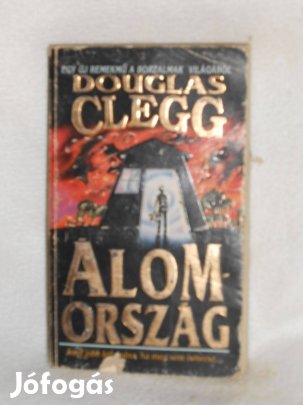 EGY ÚJ REMEKMŰ A BORZALMAK VILÁGÁBÓL
DOUGLAS
CLEGG
ÁLOM-
ORSZÁG
Jófogás